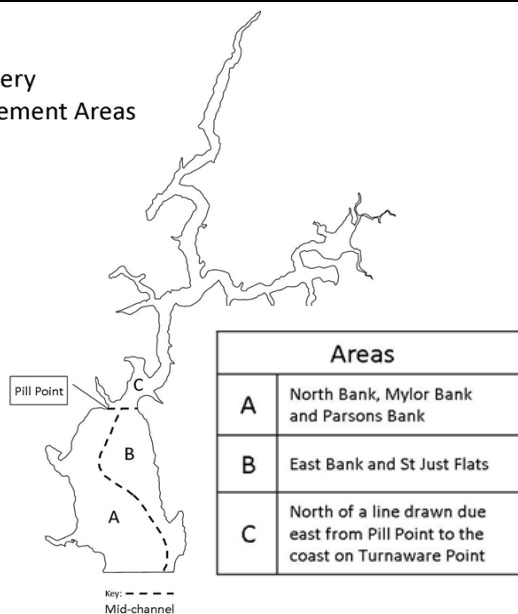 ery
ement Areas
C
Pill Point
B
A
Key:
Mid-channel
Areas
A
North Bank, Mylor Bank
and Parsons Bank
B
East Bank and St Just Flats
C
North of a line drawn due
east from Pill Point to the
coast on Turnaware Point